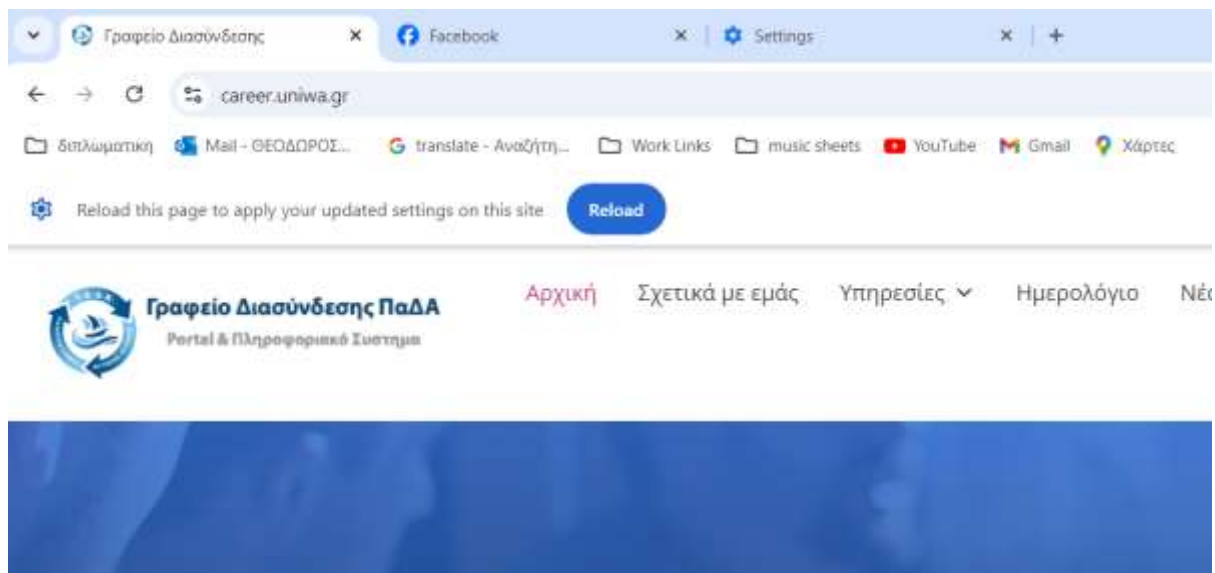 Γραφείο Διασύνδεσης Facebook Settings
career.uniwa.gr
διπλωματικη Mail - ΘΕΟΔΩΡΟΣ... translate - Αναζήτη... Work Links music sheets YouTube Gmail Χάρτες
Reload this page to apply your updated settings on this site Reload
Αρχική Σχετικά με εμάς Υπηρεσίες Ημερολόγιο
Γραφείο Διασύνδεσης ΠαΔΑ
Portal & Πληροφοριακό Συστημα